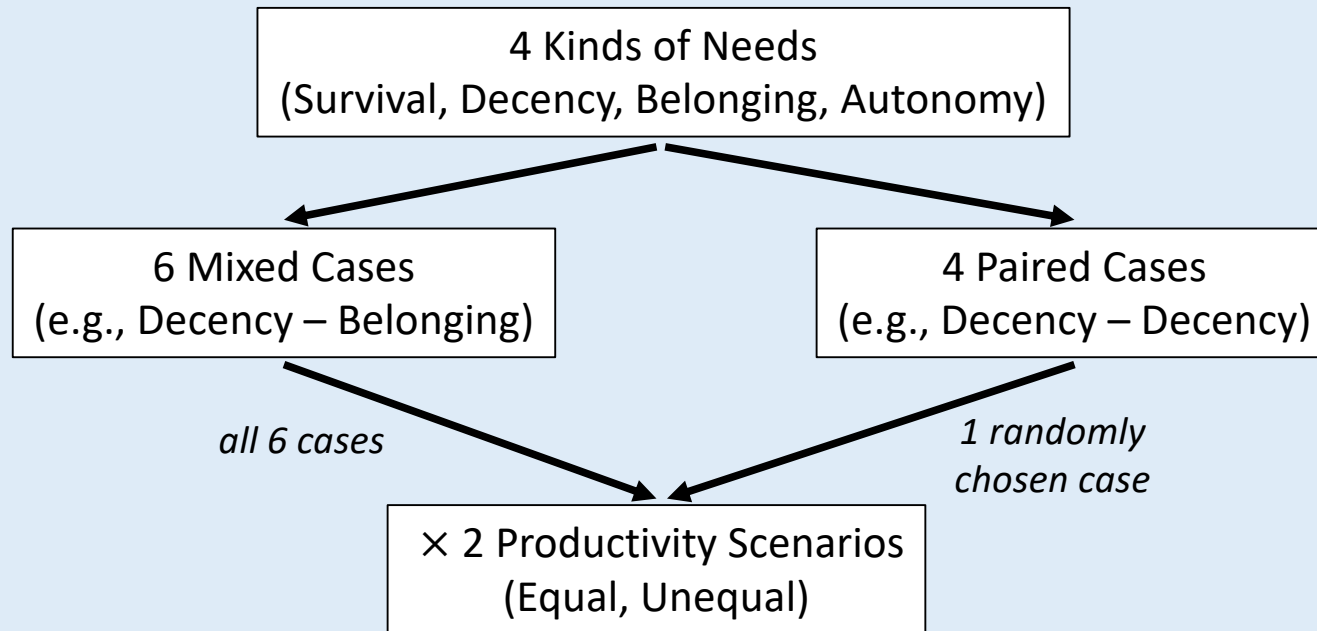 4 Kinds of Needs
(Survival, Decency, Belonging, Autonomy)
6 Mixed Cases
(e.g., Decency – Belonging)
4 Paired Cases
(e.g., Decency – Decency)
all 6 cases
1 randomly
chosen case
× 2 Productivity Scenarios
(Equal, Unequal)